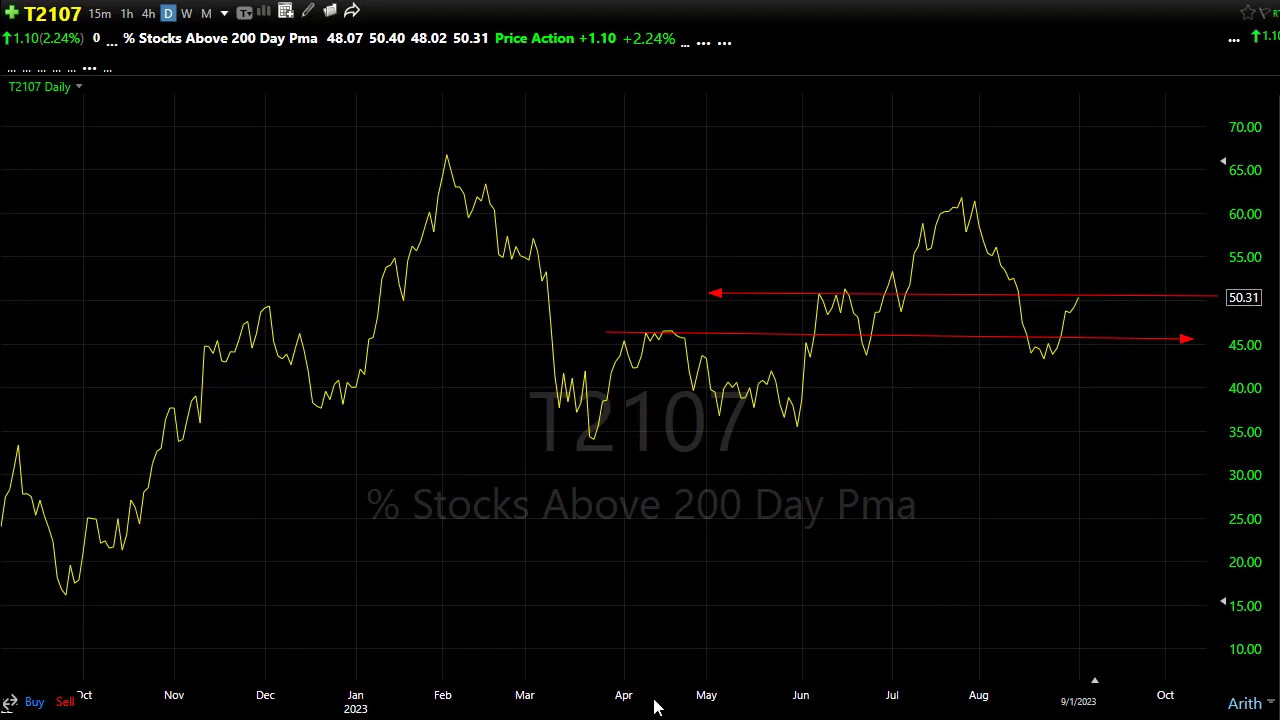 T2107 15m 1h 4h D W M
1.10(2.24%) 0 ... % Stocks Above 200 Day Pma 48.07 50.40 48.02 50.31 Price Action +1.10 +2.24% ... ... ... ... 1.10
... ... ... ... ... ... ...
T2107 Daily
70.00
65.00
60.00
55.00
50.31
45.00
40.00
35.00
30.00
25.00
20.00
15.00
10.00
T2107
% Stocks Above 200 Day Pma
Oct Nov Dec Jan Feb Mar Apr May Jun Jul Aug Oct
2023 9/1/2023
Buy Sell Arith